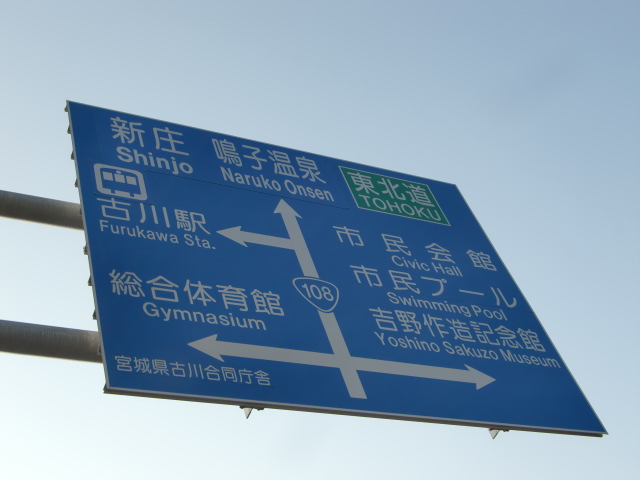 新庄 鳴子温泉
Shinjo Naruko Onsen
東北道
TOHOKU
古川駅
Furukawa Sta.
市民会館
Civic Hall
市民プール
Swimming Pool
総合体育館
Gymnasium
108
吉野作造記念館
Yoshino Sakuzo Museum
宮城県古川合同庁舎